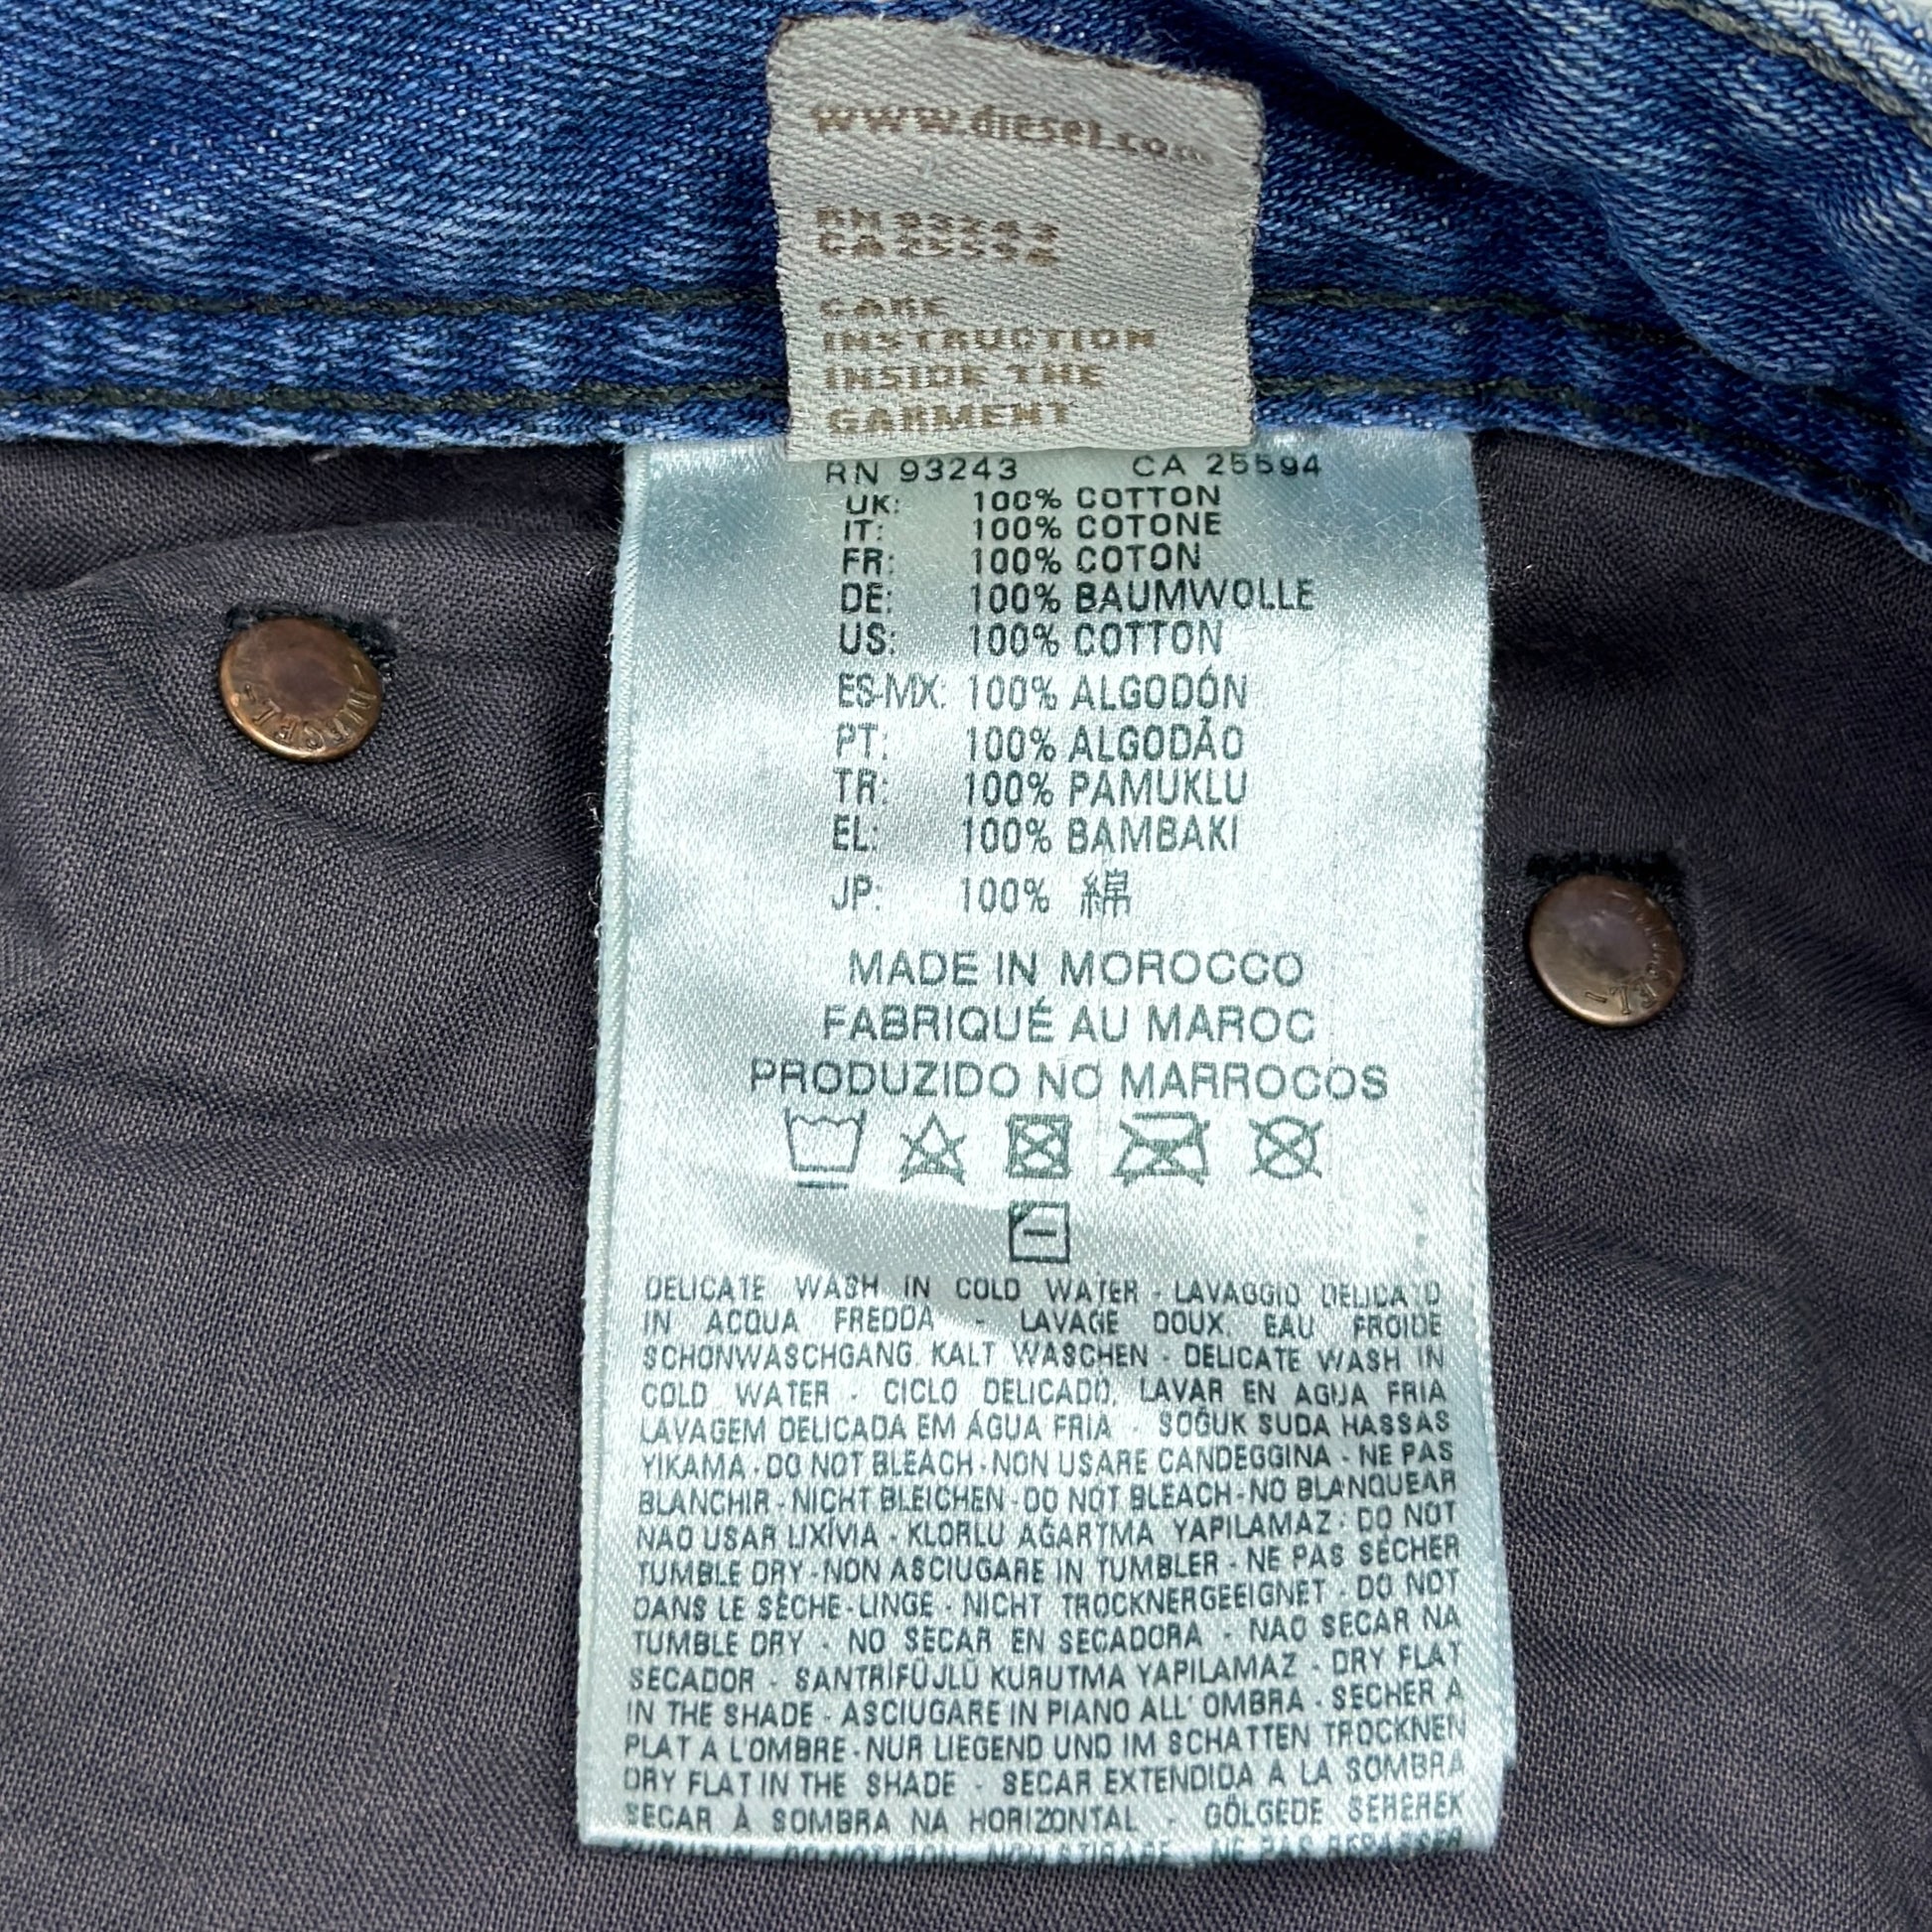 www.diesel.com
RN 93243
CA 25594
CARE
INSTRUCTION
INSIDE THE
GARMENT
RN 93243 CA 25594
UK: 100% COTTON
IT: 100% COTONE
FR: 100% COTON
DE: 100% BAUMWOLLE
US: 100% COTTON
ES-MX: 100% ALGODÓN
PT: 100% ALGODÃO
TR: 100% PAMUKLU
EL: 100% BAMBAKI
JP: 100% 綿
MADE IN MOROCCO
FABRIQUÉ AU MAROC
PRODUZIDO NO MARROCOS
DELICATE WASH IN COLD WATER - LAVAGGIO DELICATO
IN ACQUA FREDDA - LAVAGE DOUX, EAU FROIDE
SCHONWASCHGANG, KALT WASCHEN - DELICATE WASH IN
COLD WATER - CICLO DELICADO, LAVAR EN AGUA FRIA
LAVAGEM DELICADA EM ÁGUA FRIA - SOĞUK SUDA HASSAS
YIKAMA - DO NOT BLEACH - NON USARE CANDEGGINA - NE PAS
BLANCHIR - NICHT BLEICHEN - DO NOT BLEACH - NO BLANQUEAR
NAO USAR LIXÍVIA - KLORLU AĞARTMA YAPILAMAZ - DO NOT
TUMBLE DRY - NON ASCIUGARE IN TUMBLER - NE PAS SÉCHER
DANS LE SÈCHE-LINGE - NICHT TROCKNERGEEIGNET - DO NOT
TUMBLE DRY - NO SECAR EN SECADORA - NAO SECAR NA
SECADOR - SANTRİFÜJLÜ KURUTMA YAPILAMAZ - DRY FLAT
IN THE SHADE - ASCIUGARE IN PIANO ALL' OMBRA - SÉCHER A
PLAT A L'OMBRE - NUR LIEGEND UND IM SCHATTEN TROCKNEN
DRY FLAT IN THE SHADE - SECAR EXTENDIDA A LA SOMBRA
SECAR À SOMBRA NA HORIZONTAL - GÖLGEDE SEREREK